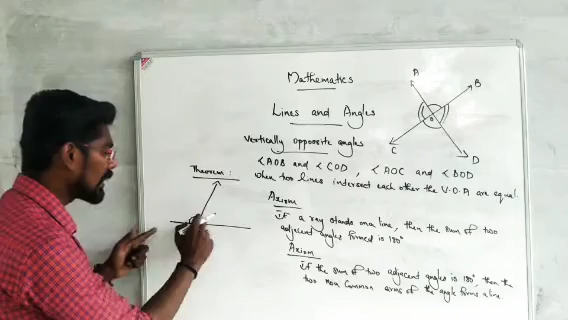 Mathematics
Lines and Angles
A
B
O
C
D
Vertically opposite angles
<AOB and <COD , <AOC and <BOD
When two lines intersect each other the V.O.A are equal.
Theorem :
Axiom
If a ray stands on a line, then the sum of two
adjacent angles formed is 180°
Axiom
If the sum of two adjacent angles is 180°, then the
two non common arms of the angle forms a line.